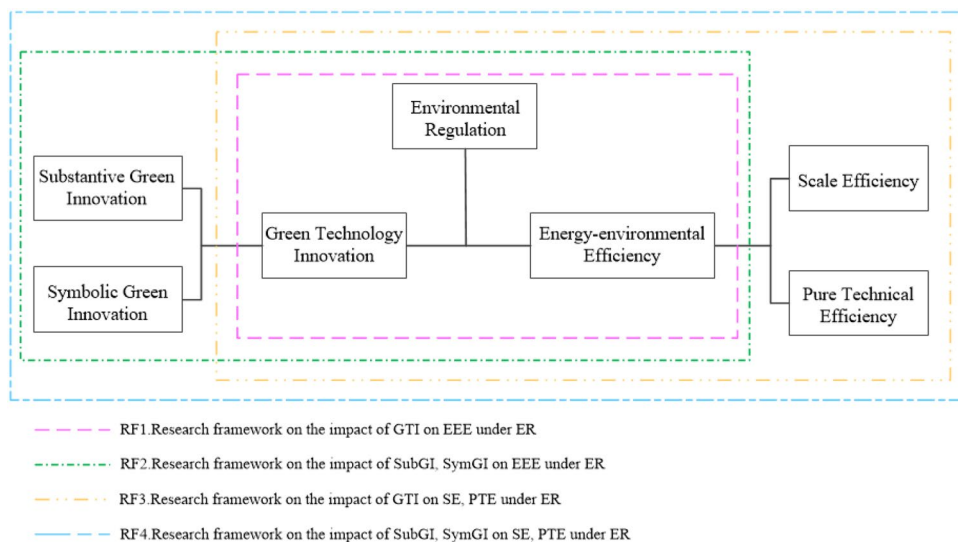 Environmental
Regulation
Substantive Green
Innovation
Scale Efficiency
Green Technology
Innovation
Energy-environmental
Efficiency
Symbolic Green
Innovation
Pure Technical
Efficiency
RF1.Research framework on the impact of GTI on EEE under ER
RF2.Research framework on the impact of SubGI, SymGI on EEE under ER
RF3.Research framework on the impact of GTI on SE, PTE under ER
RF4.Research framework on the impact of SubGI, SymGI on SE, PTE under ER